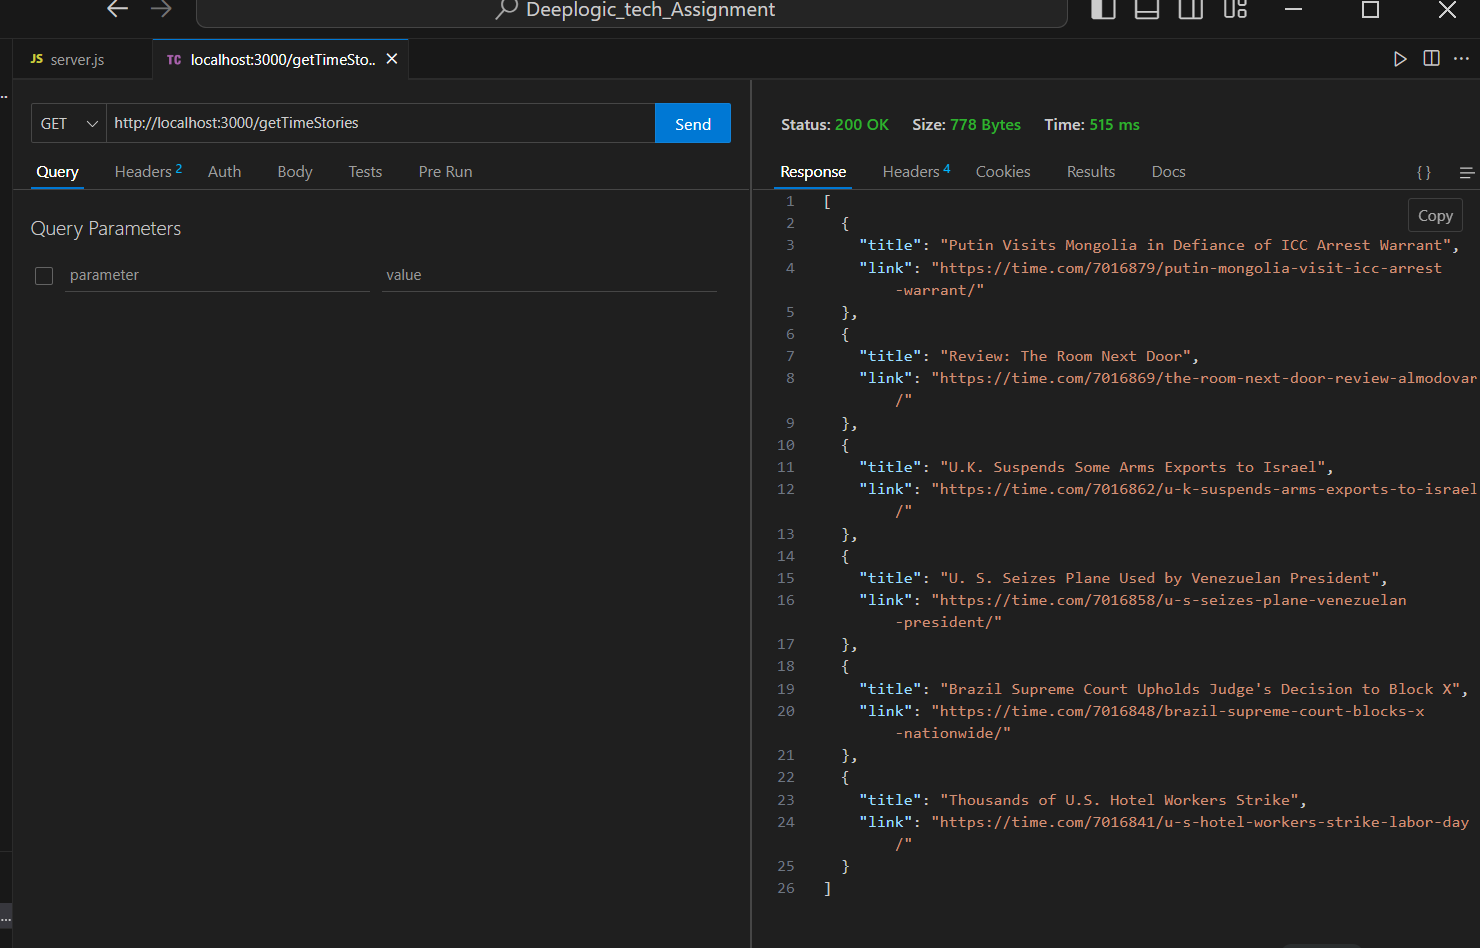 Deeplogic_tech_Assignment
JS server.js
TC localhost:3000/getTimeSto..
GET http://localhost:3000/getTimeStories Send
Query Headers 2 Auth Body Tests Pre Run
Query Parameters
parameter value
Status: 200 OK Size: 778 Bytes Time: 515 ms
Response Headers 4 Cookies Results Docs { }
Copy
1 [
2 {
3 "title": "Putin Visits Mongolia in Defiance of ICC Arrest Warrant",
4 "link": "https://time.com/7016879/putin-mongolia-visit-icc-arrest
-warrant/"
5 },
6 {
7 "title": "Review: The Room Next Door",
8 "link": "https://time.com/7016869/the-room-next-door-review-almodovar
/"
9 },
10 {
11 "title": "U.K. Suspends Some Arms Exports to Israel",
12 "link": "https://time.com/7016862/u-k-suspends-arms-exports-to-israel
/"
13 },
14 {
15 "title": "U. S. Seizes Plane Used by Venezuelan President",
16 "link": "https://time.com/7016858/u-s-seizes-plane-venezuelan
-president/"
17 },
18 {
19 "title": "Brazil Supreme Court Upholds Judge's Decision to Block X",
20 "link": "https://time.com/7016848/brazil-supreme-court-blocks-x
-nationwide/"
21 },
22 {
23 "title": "Thousands of U.S. Hotel Workers Strike",
24 "link": "https://time.com/7016841/u-s-hotel-workers-strike-labor-day
/"
25 }
26 ]